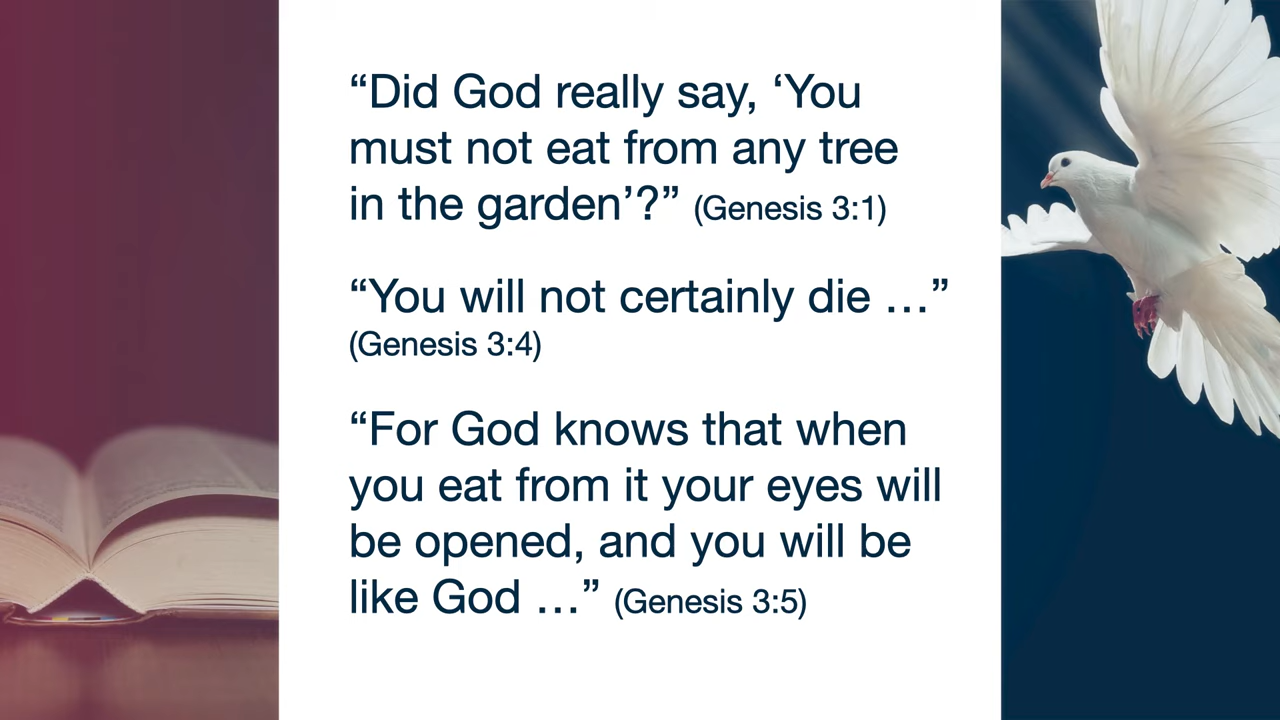 “Did God really say, ‘You
must not eat from any tree
in the garden’?” (Genesis 3:1)
“You will not certainly die …”
(Genesis 3:4)
“For God knows that when
you eat from it your eyes will
be opened, and you will be
like God …” (Genesis 3:5)